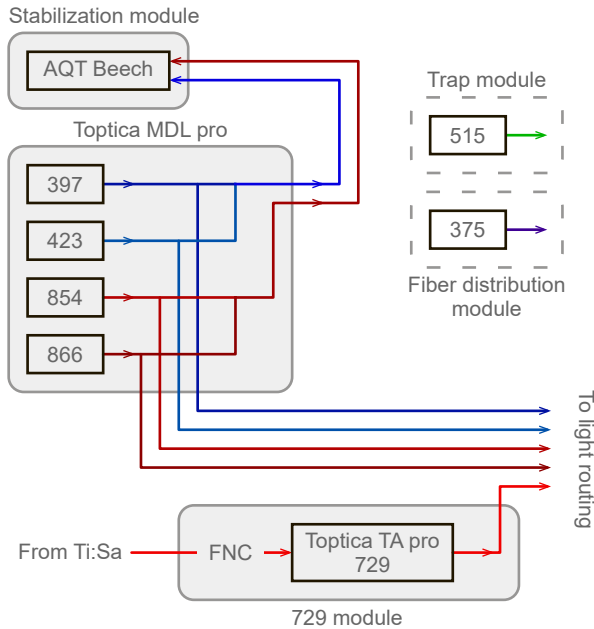 Stabilization module
AQT Beech
Toptica MDL pro
397
423
854
866
Trap module
515
375
Fiber distribution
module
To light routing
From Ti:Sa
FNC
Toptica TA pro
729
729 module